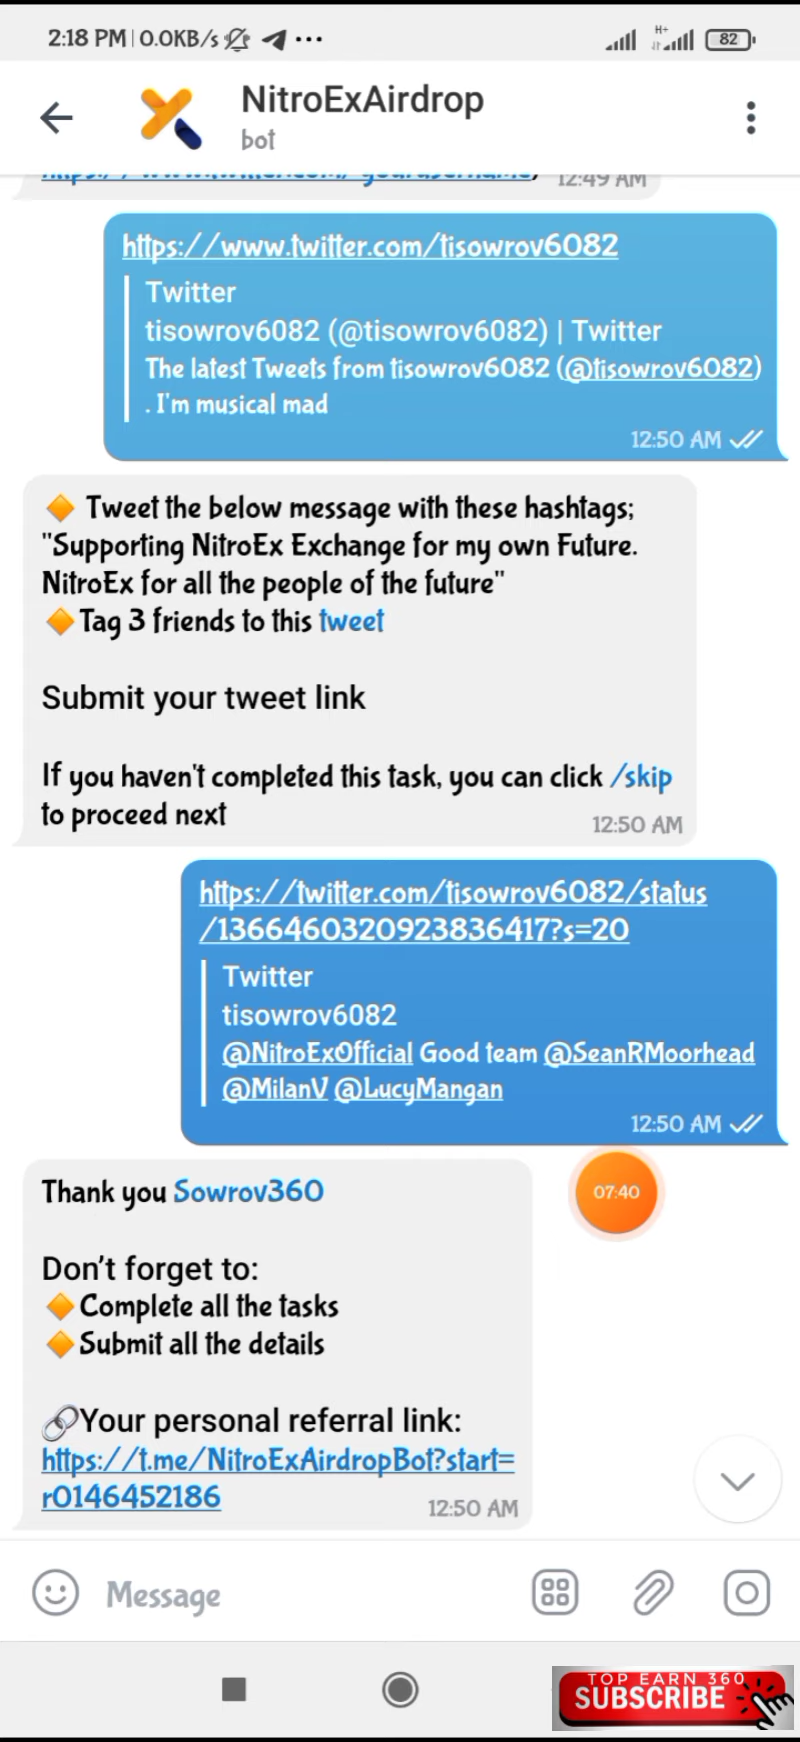 2:18 PM | 0.0KB/s ...
H+
82
NitroExAirdrop
bot
12:49 AM
https://www.twitter.com/tisowrov6082
Twitter
tisowrov6082 (@tisowrov6082) | Twitter
The latest Tweets from tisowrov6082 (@tisowrov6082)
. I'm musical mad
12:50 AM
🔶 Tweet the below message with these hashtags;
"Supporting NitroEx Exchange for my own Future.
NitroEx for all the people of the future"
🔶Tag 3 friends to this tweet
Submit your tweet link
If you haven't completed this task, you can click /skip
to proceed next
12:50 AM
https://twitter.com/tisowrov6082/status
/1366460320923836417?s=20
Twitter
tisowrov6082
@NitroExOfficial Good team @SeanRMoorhead
@MilanV @LucyMangan
12:50 AM
Thank you Sowrov360
07:40
Don't forget to:
🔶Complete all the tasks
🔶Submit all the details
🔗Your personal referral link:
https://t.me/NitroExAirdropBot?start=
r0146452186
12:50 AM
Message
TOP EARN 360
SUBSCRIBE